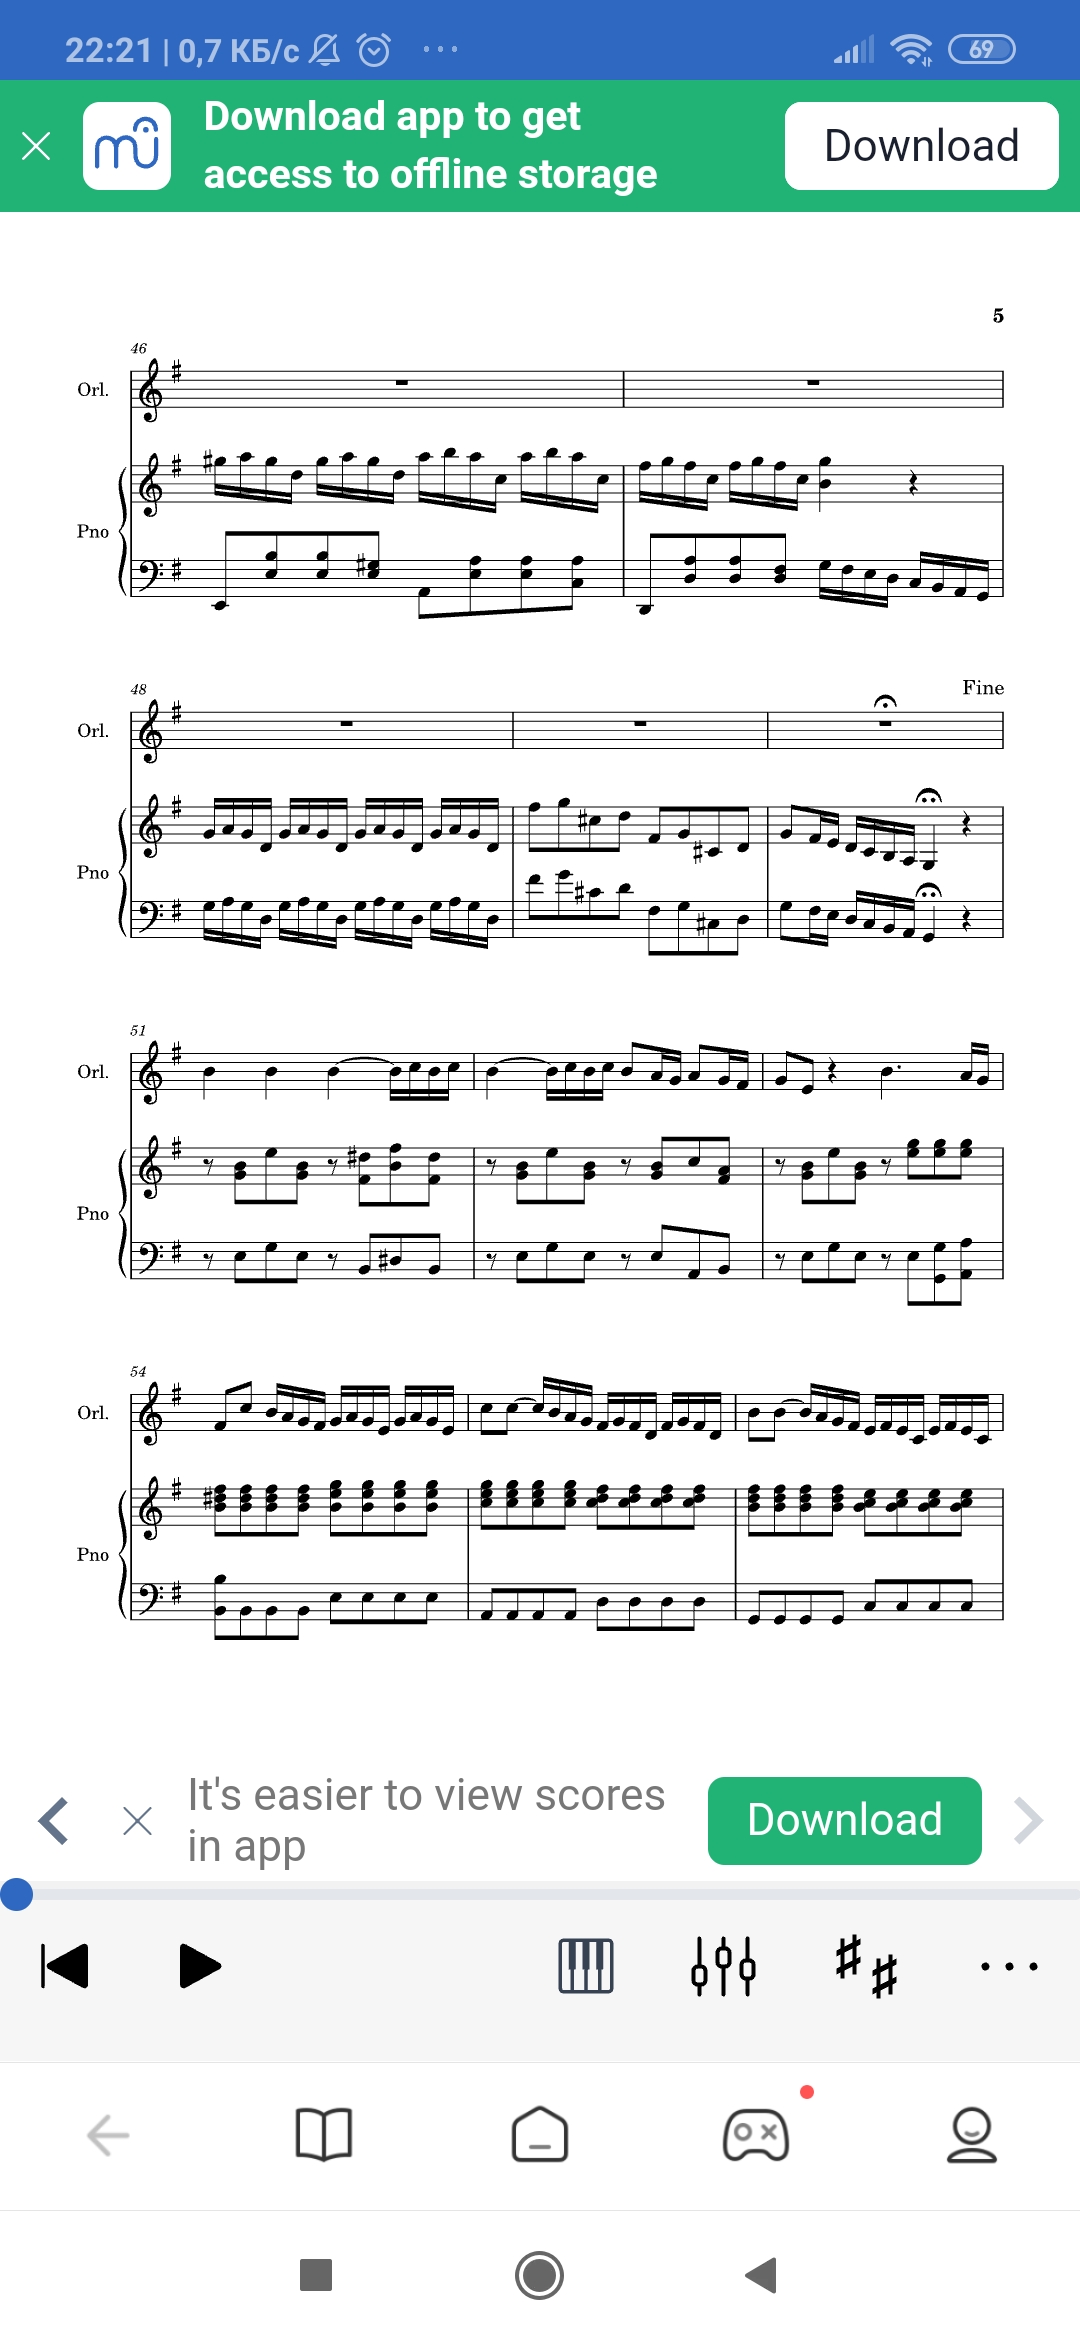 22:21 | 0,7 КБ/с ...
69
Download app to get
access to offline storage
Download
5
46
Orl.
Pno
48
Fine
Orl.
Pno
51
Orl.
Pno
54
Orl.
Pno
It's easier to view scores
in app
Download